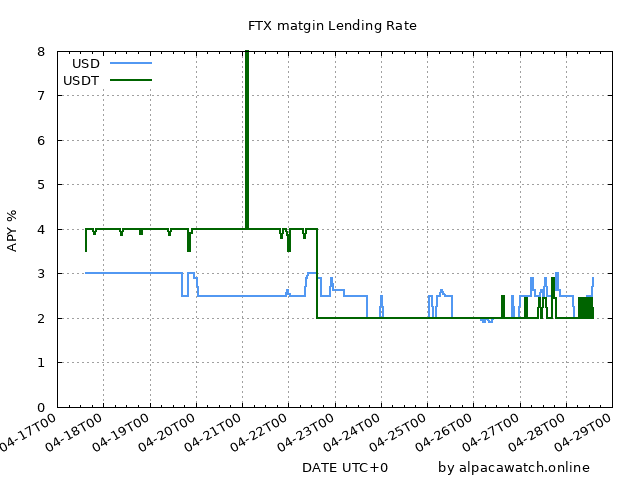 FTX matgin Lending Rate
USD
USDT
8
7
6
5
4
3
2
1
0
APY %
04-17T00
04-18T00
04-19T00
04-20T00
04-21T00
04-22T00
04-23T00
04-24T00
04-25T00
04-26T00
04-27T00
04-28T00
04-29T00
DATE UTC+0
by alpacawatch.online